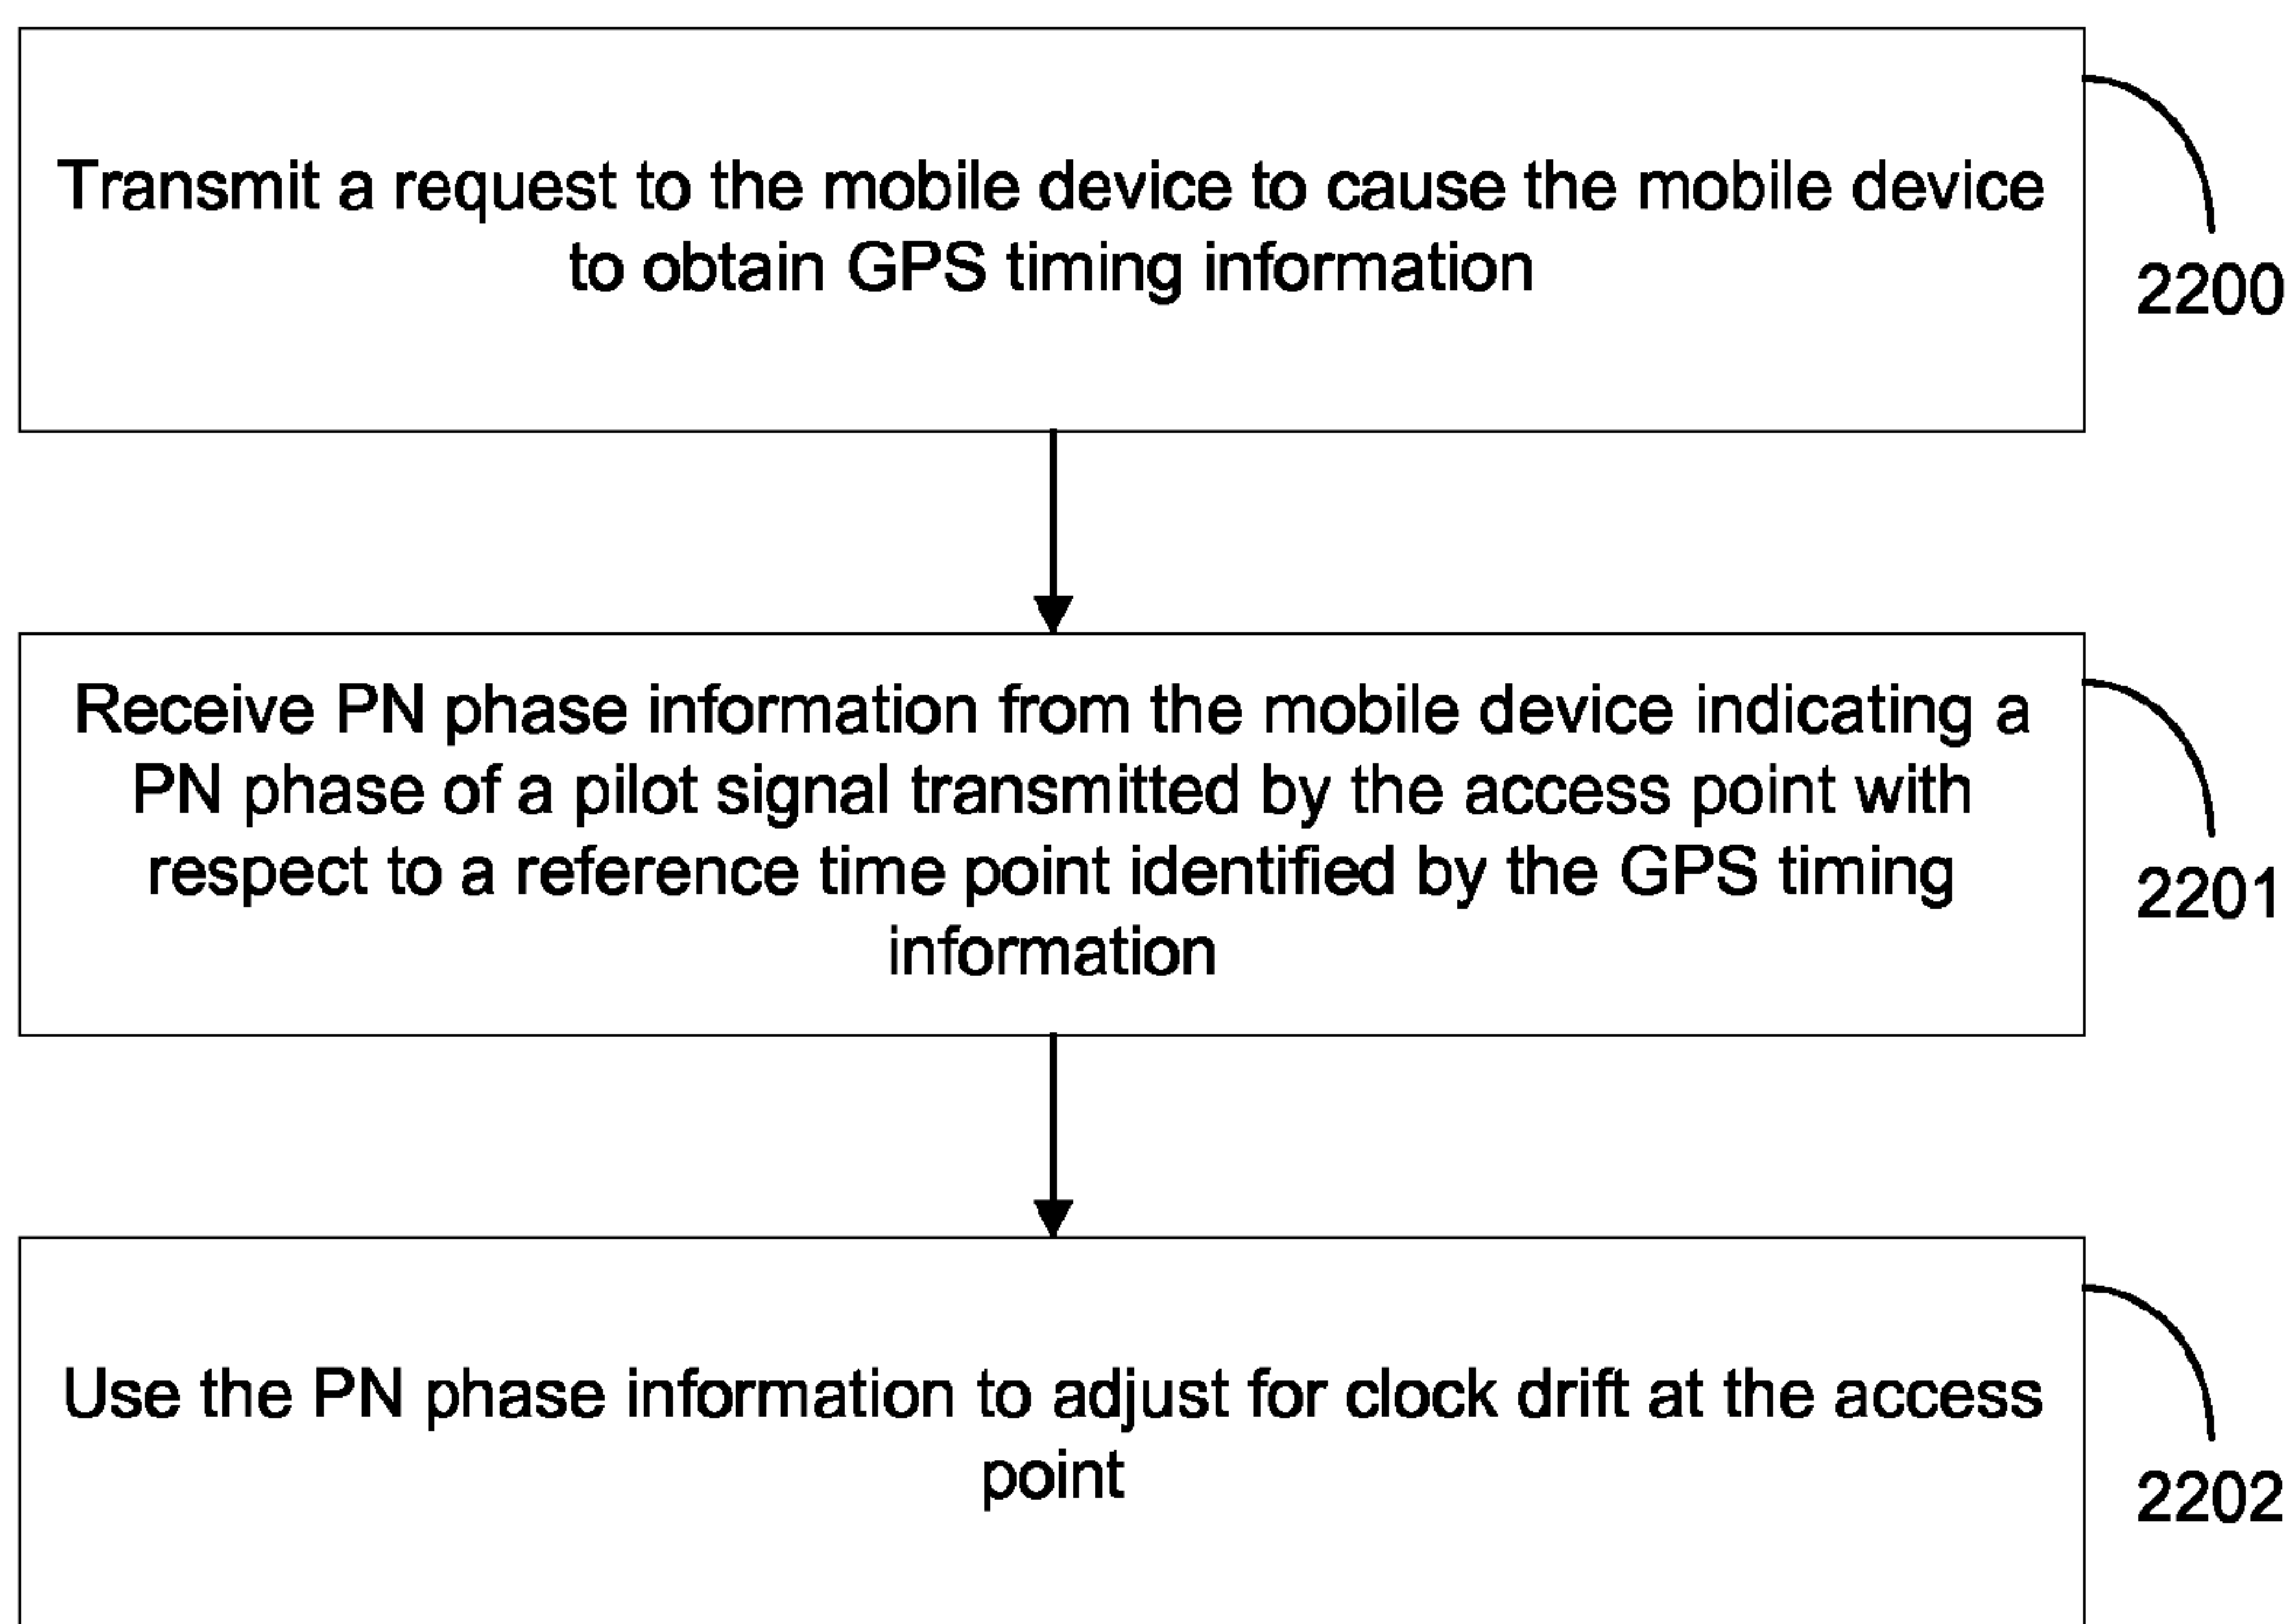 Transmit a request to the mobile device to cause the mobile device
to obtain GPS timing information
2200
Receive PN phase information from the mobile device indicating a
PN phase of a pilot signal transmitted by the access point with
respect to a reference time point identified by the GPS timing
information
2201
Use the PN phase information to adjust for clock drift at the access
point
2202